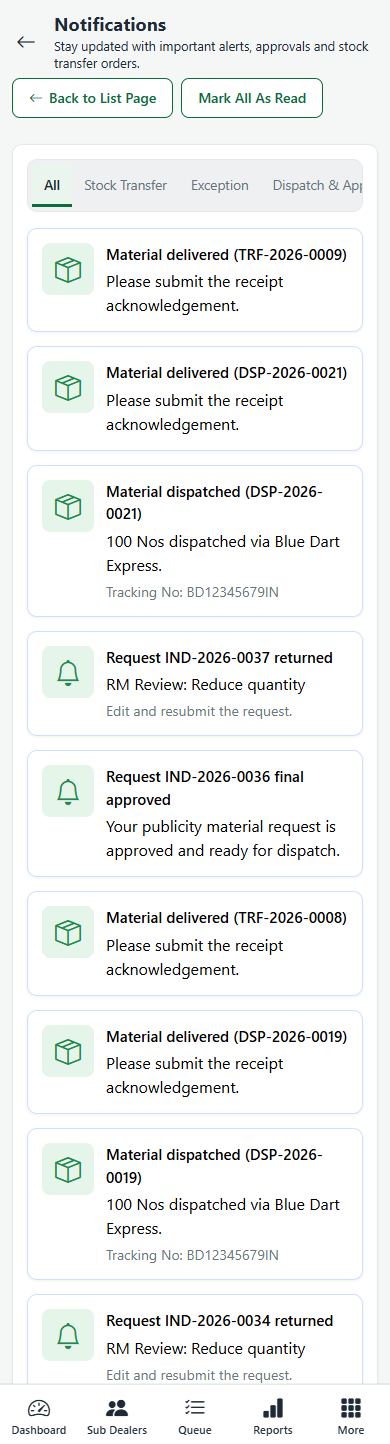 Notifications
Stay updated with important alerts, approvals and stock
transfer orders.
← Back to List Page
Mark All As Read
All
Stock Transfer
Exception
Dispatch & App
Material delivered (TRF-2026-0009)
Please submit the receipt
acknowledgement.
Material delivered (DSP-2026-0021)
Please submit the receipt
acknowledgement.
Material dispatched (DSP-2026-
0021)
100 Nos dispatched via Blue Dart
Express.
Tracking No: BD12345679IN
Request IND-2026-0037 returned
RM Review: Reduce quantity
Edit and resubmit the request.
Request IND-2026-0036 final
approved
Your publicity material request is
approved and ready for dispatch.
Material delivered (TRF-2026-0008)
Please submit the receipt
acknowledgement.
Material delivered (DSP-2026-0019)
Please submit the receipt
acknowledgement.
Material dispatched (DSP-2026-
0019)
100 Nos dispatched via Blue Dart
Express.
Tracking No: BD12345679IN
Request IND-2026-0034 returned
RM Review: Reduce quantity
Edit and resubmit the request.
Dashboard
Sub Dealers
Queue
Reports
More